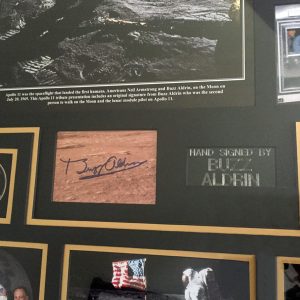 Apollo 11 was the spaceflight that landed the first humans, Americans Neil Armstrong and Buzz Aldrin, on the Moon on
July 20, 1969. This Apollo 11 tribute presentation includes an original signature from Buzz Aldrin who was the second
person to walk on the Moon and the lunar module pilot on Apollo 11.
Buzz Aldrin
HAND SIGNED BY
BUZZ
ALDRIN